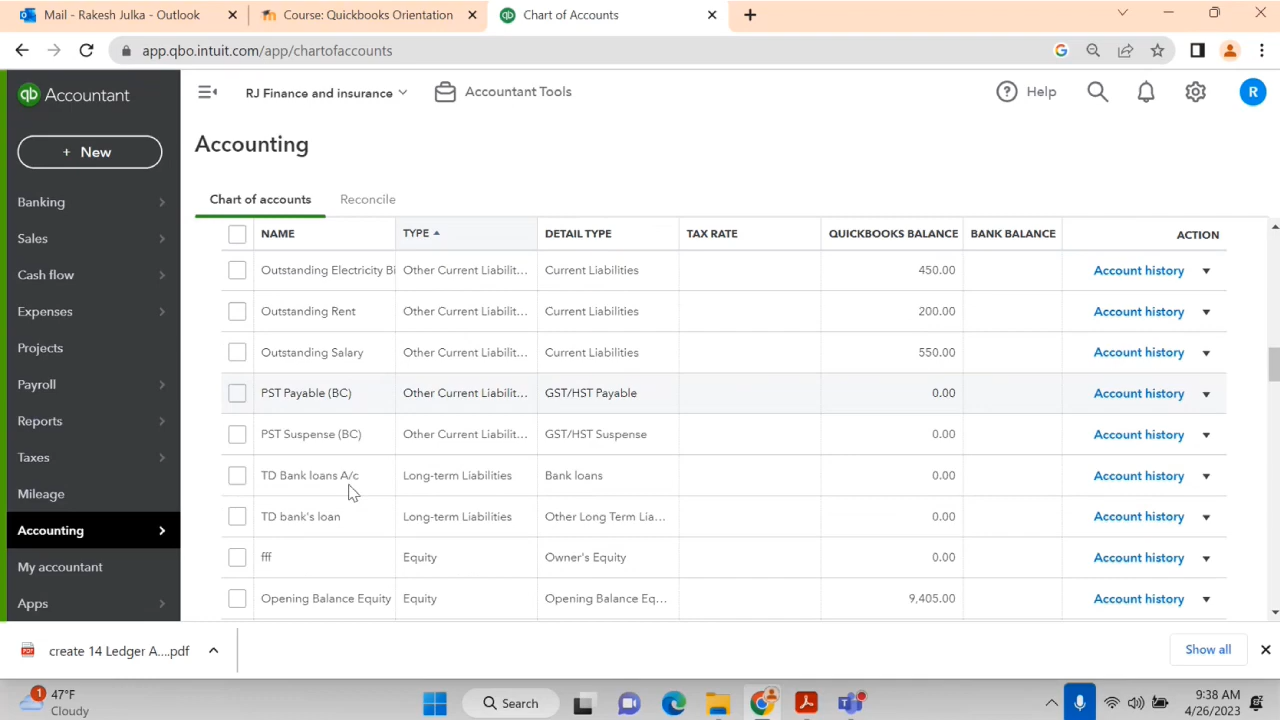 Mail - Rakesh Julka - Outlook
Course: Quickbooks Orientation
qb Chart of Accounts
app.qbo.intuit.com/app/chartofaccounts
qb Accountant
RJ Finance and insurance
Accountant Tools
Help
R
+ New
Accounting
Banking
Sales
Cash flow
Expenses
Projects
Payroll
Reports
Taxes
Mileage
Accounting
My accountant
Apps
Chart of accounts Reconcile
NAME TYPE DETAIL TYPE TAX RATE QUICKBOOKS BALANCE BANK BALANCE ACTION
Outstanding Electricity Bi Other Current Liabilit... Current Liabilities 450.00 Account history
Outstanding Rent Other Current Liabilit... Current Liabilities 200.00 Account history
Outstanding Salary Other Current Liabilit... Current Liabilities 550.00 Account history
PST Payable (BC) Other Current Liabilit... GST/HST Payable 0.00 Account history
PST Suspense (BC) Other Current Liabilit... GST/HST Suspense 0.00 Account history
TD Bank loans A/c Long-term Liabilities Bank loans 0.00 Account history
TD bank's loan Long-term Liabilities Other Long Term Lia... 0.00 Account history
fff Equity Owner's Equity 0.00 Account history
Opening Balance Equity Equity Opening Balance Eq... 9,405.00 Account history
create 14 Ledger A....pdf
Show all
1
47°F
Cloudy
Search
9:38 AM
4/26/2023